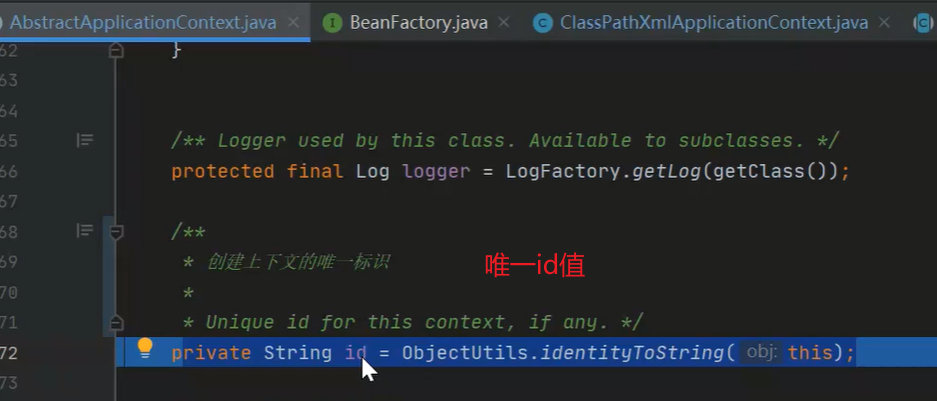 AbstractApplicationContext.java × I BeanFactory.java × C ClassPathXmlApplicationContext.java × C
62 }
63
64
65 /** Logger used by this class. Available to subclasses. */
66 protected final Log logger = LogFactory.getLog(getClass());
67
68 /**
69 * 创建上下文的唯一标识 唯一id值
70 *
71 * Unique id for this context, if any. */
72 private String id = ObjectUtils.identityToString( obj: this);
73